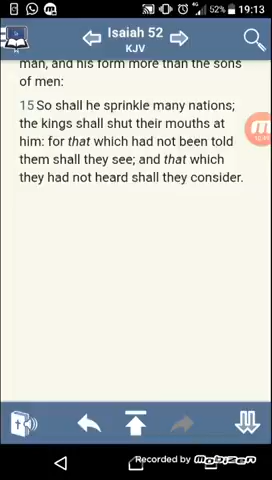 4G 52% 19:13
Isaiah 52
KJV
man, and his form more than the sons
of men:
15 So shall he sprinkle many nations;
the kings shall shut their mouths at
him: for that which had not been told
them shall they see; and that which
they had not heard shall they consider.
Recorded by mobizen